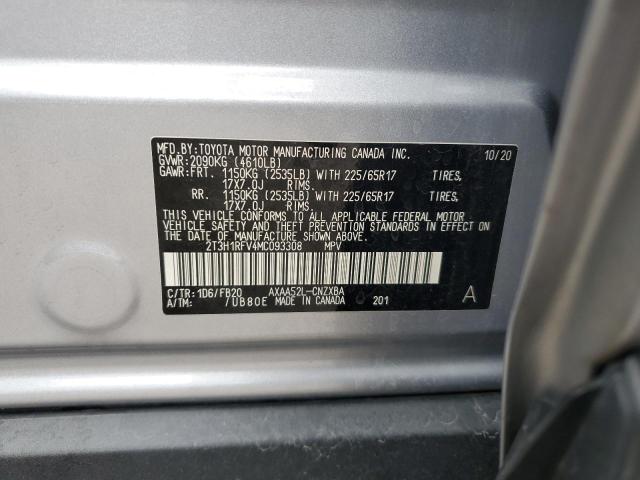 MFD.BY:TOYOTA MOTOR MANUFACTURING CANADA INC. 10/20
GVWR:2090KG (4610LB)
GAWR:FRT. 1150KG (2535LB) WITH 225/65R17 TIRES.
17X7.0J RIMS.
RR. 1150KG (2535LB) WITH 225/65R17 TIRES.
17X7.0J RIMS.
THIS VEHICLE CONFORMS TO ALL APPLICABLE FEDERAL MOTOR
VEHICLE SAFETY AND THEFT PREVENTION STANDARDS IN EFFECT ON
THE DATE OF MANUFACTURE SHOWN ABOVE.
2T3H1RFV4MC093308 MPV
C/TR:1D6/FB20 AXAA52L-CNZXBA
A/TM: /UB80E MADE IN CANADA 201 A